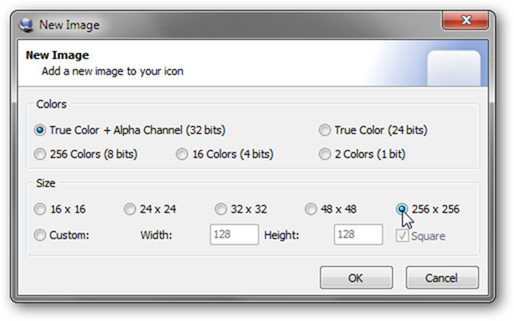 New Image
New Image
Add a new image to your icon
Colors
True Color + Alpha Channel (32 bits) True Color (24 bits)
256 Colors (8 bits) 16 Colors (4 bits) 2 Colors (1 bit)
Size
16 x 16 24 x 24 32 x 32 48 x 48 256 x 256
Custom: Width: 128 Height: 128 Square
OK Cancel